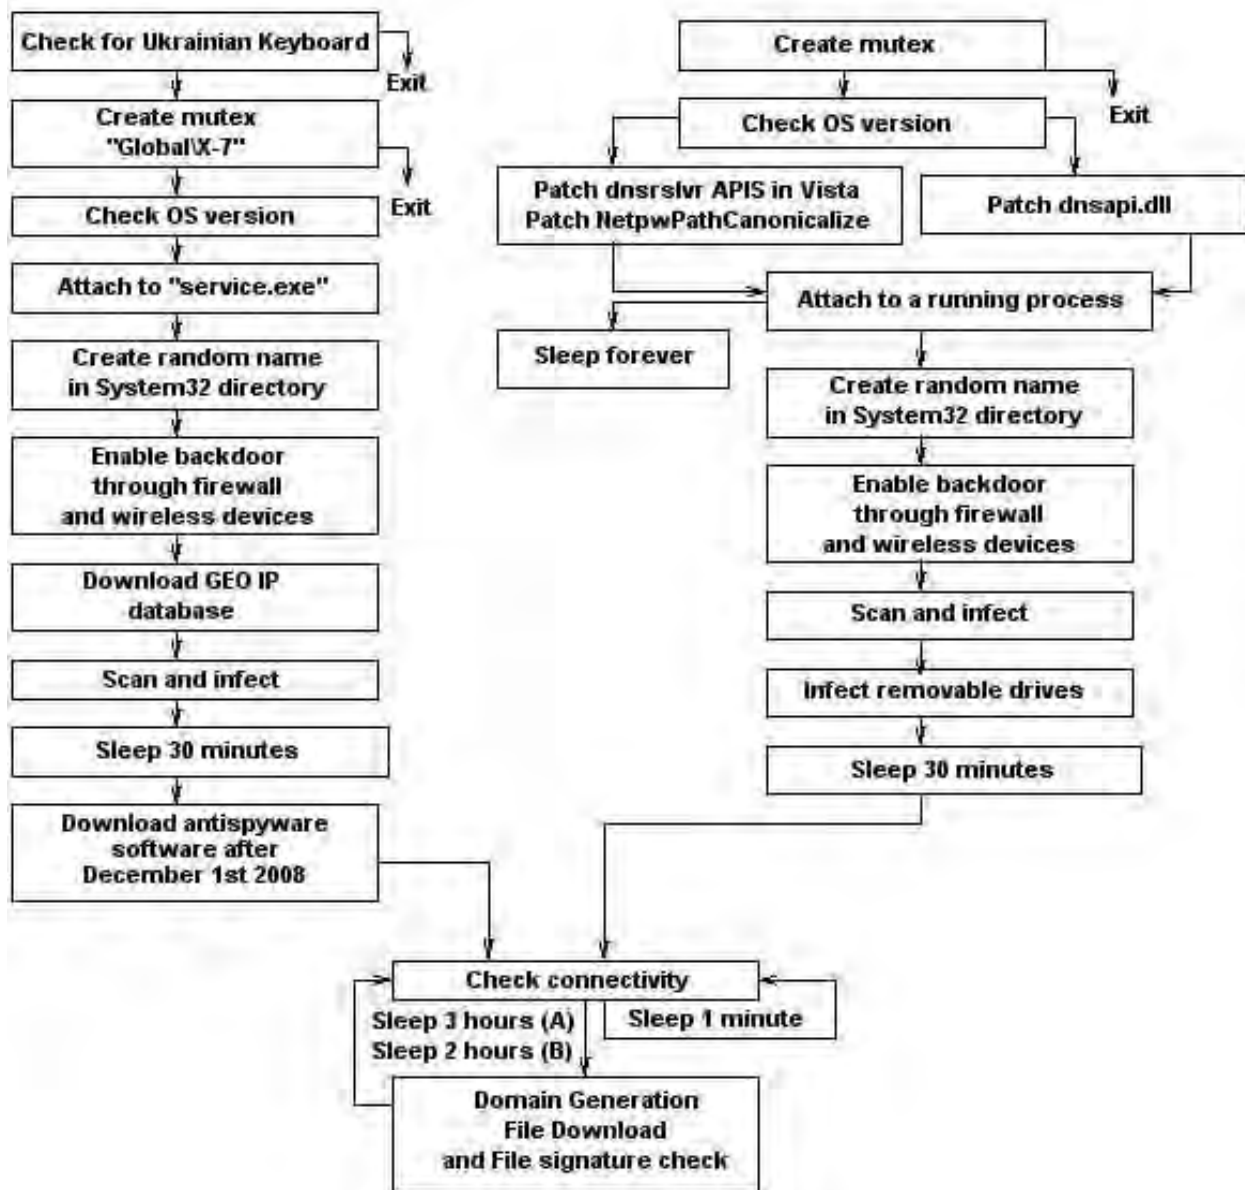 Check for Ukrainian Keyboard
Exit
Create mutex
"Global\X-7"
Exit
Check OS version
Attach to "service.exe"
Create random name
in System32 directory
Enable backdoor
through firewall
and wireless devices
Download GEO IP
database
Scan and infect
Sleep 30 minutes
Download antispyware
software after
December 1st 2008
Create mutex
Exit
Check OS version
Patch dnsrslvr APIS in Vista
Patch NetpwPathCanonicalize
Patch dnsapi.dll
Attach to a running process
Sleep forever
Create random name
in System32 directory
Enable backdoor
through firewall
and wireless devices
Scan and infect
Infect removable drives
Sleep 30 minutes
Check connectivity
Sleep 3 hours (A)
Sleep 2 hours (B)
Sleep 1 minute
Domain Generation
File Download
and File signature check